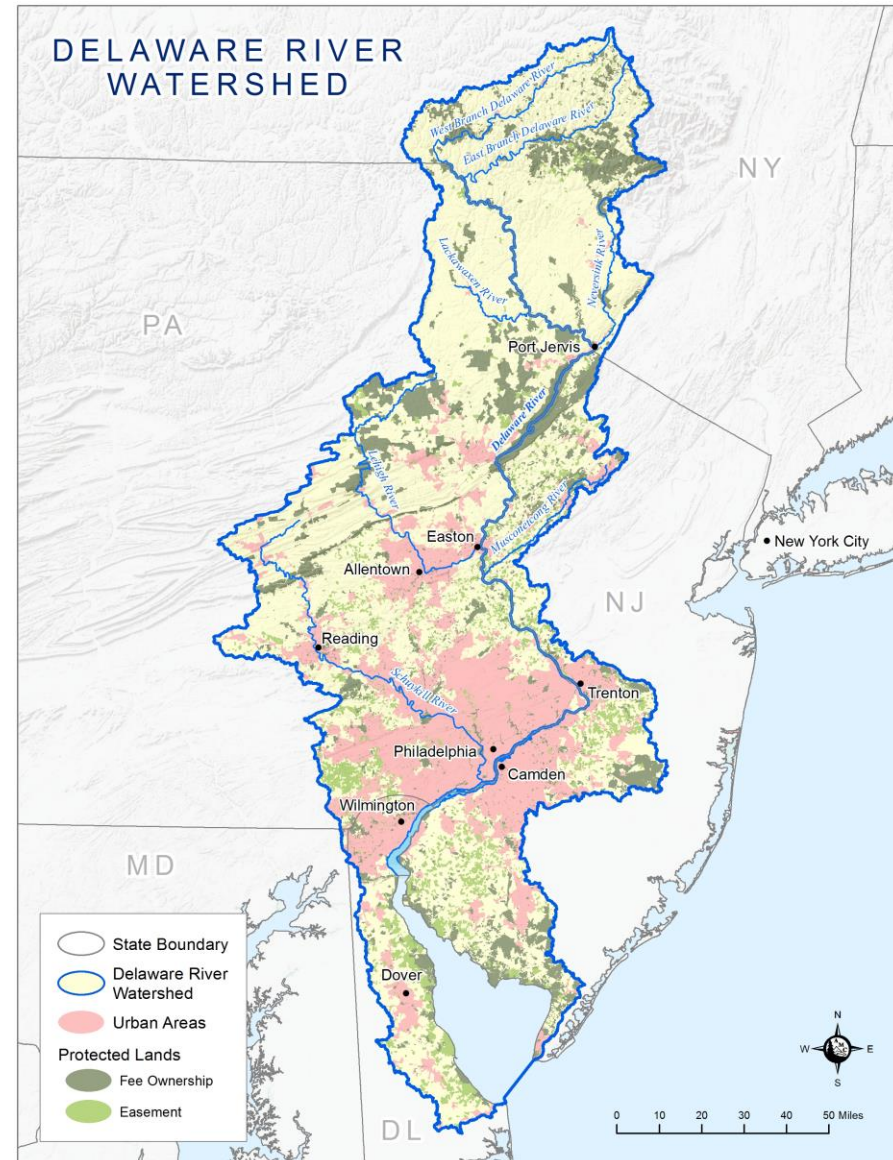 DELAWARE RIVER
WATERSHED
West Branch Delaware River
East Branch Delaware River
NY
Lackawaxen River
Neversink River
PA
Port Jervis
Delaware River
Lehigh River
Musconetcong River
Easton
New York City
Allentown
NJ
Reading
Schuylkill River
Trenton
Philadelphia
Camden
Wilmington
MD
State Boundary
Delaware River
Watershed
Urban Areas
Protected Lands
Fee Ownership
Easement
Dover
DL
N
W
E
S
0 10 20 30 40 50 Miles